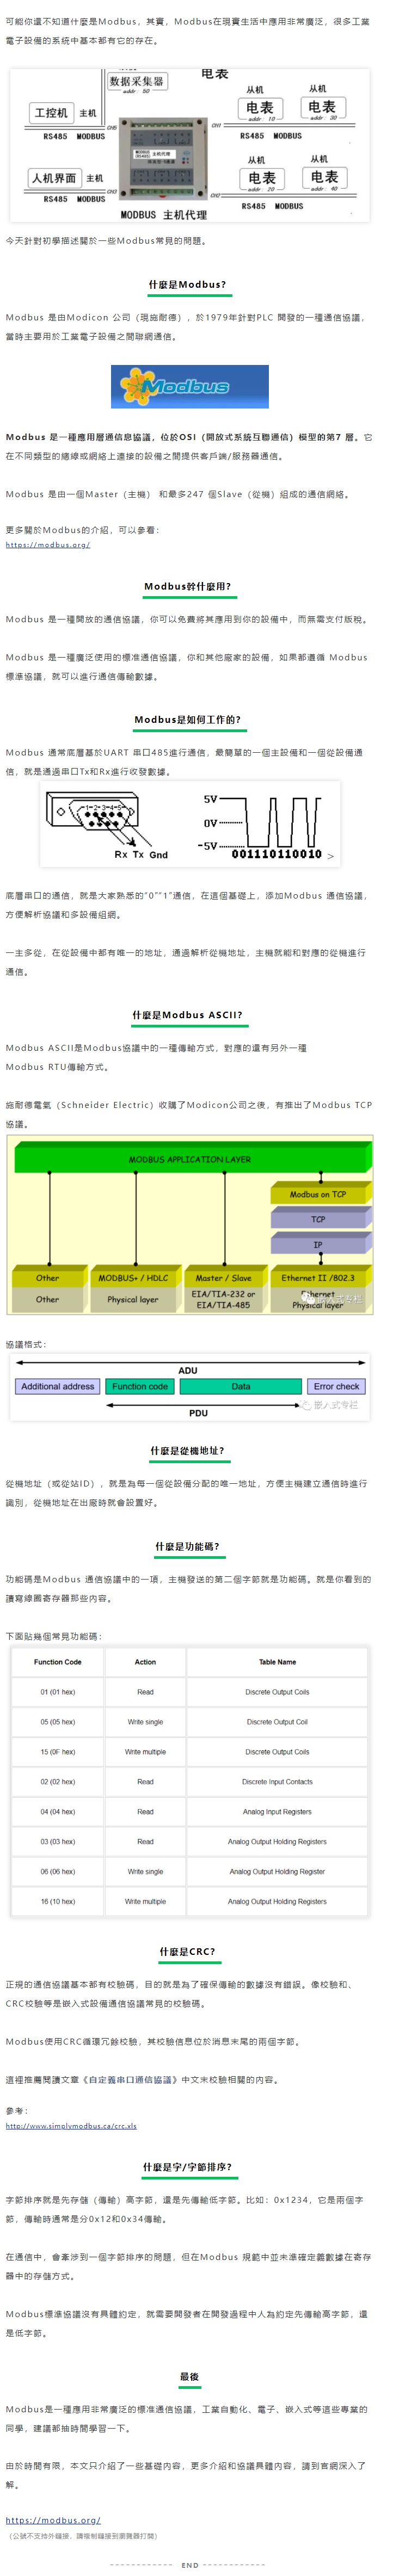 可能你還不知道什麼是Modbus，其實，Modbus在現實生活中應用非常廣泛，很多工業
電子設備的系統中基本都有它的存在。
数据采集器
addr：50
电表
工控机 主机
CH5
RS485 MODBUS
人机界面 主机
CH3
RS485 MODBUS
MODBUS 主机代理
从机 从机
电表 电表
addr：10 addr：30
CH1
RS485 MODBUS
从机 从机
电表 电表
addr：20 addr：40
CH2
RS485 MODBUS
MODBUS 主机代理
今天針對初學描述關於一些Modbus常見的問題。
什麼是Modbus?
Modbus 是由Modicon 公司（現施耐德），於1979年針對PLC 開發的一種通信協議，
當時主要用於工業電子設備之間聯網通信。
Modbus
Modbus 是一種應用層通信息協議，位於OSI（開放式系統互聯通信）模型的第7 層。它
在不同類型的總線或網絡上連接的設備之間提供客戶端/服務器通信。
Modbus 是由一個Master（主機） 和最多247 個Slave（從機）組成的通信網絡。
更多關於Modbus的介紹，可以參看：
https://modbus.org/
Modbus幹什麼用?
Modbus 是一種開放的通信協議，你可以免費將其應用到你的設備中，而無需支付版稅。
Modbus 是一種廣泛使用的標准通信協議，你和其他廠家的設備，如果都遵循 Modbus
標準協議，就可以進行通信傳輸數據。
Modbus是如何工作的?
Modbus 通常底層基於UART 串口485進行通信，最簡單的一個主設備和一個從設備通
信，就是通過串口Tx和Rx進行收發數據。
1 2 3 4 5
Rx Tx Gnd
5V
0V
-5V
001110110010 >
底層串口的通信，就是大家熟悉的"0""1"通信，在這個基礎上，添加Modbus 通信協議，
方便解析協議和多設備組網。
一主多從，在從設備中都有唯一的地址，通過解析從機地址，主機就能和對應的從機進行
通信。
什麼是Modbus ASCII?
Modbus ASCII是Modbus協議中的一種傳輸方式，對應的還有另外一種
Modbus RTU傳輸方式。
施耐德電氣（Schneider Electric）收購了Modicon公司之後，有推出了Modbus TCP
協議。
MODBUS APPLICATION LAYER
Modbus on TCP
TCP
IP
Other MODBUS+ / HDLC Master / Slave Ethernet II /802.3
Other Physical layer EIA/TIA-232 or EIA/TIA-485 Ethernet Physical layer
嵌入式专栏
協議格式：
ADU
Additional address Function code Data Error check
PDU
嵌入式专栏
什麼是從機地址?
從機地址（或從站ID），就是為每一個從設備分配的唯一地址，方便主機建立通信時進行
識別，從機地址在出廠時就會設置好。
什麼是功能碼?
功能碼是Modbus 通信協議中的一項，主機發送的第二個字節就是功能碼。就是你看到的
讀寫線圈寄存器那些內容。
下面貼幾個常見功能碼：
Function Code Action Table Name
01 (01 hex) Read Discrete Output Coils
05 (05 hex) Write single Discrete Output Coil
15 (0F hex) Write multiple Discrete Output Coils
02 (02 hex) Read Discrete Input Contacts
04 (04 hex) Read Analog Input Registers
03 (03 hex) Read Analog Output Holding Registers
06 (06 hex) Write single Analog Output Holding Register
16 (10 hex) Write multiple Analog Output Holding Registers
什麼是CRC?
正規的通信協議基本都有校驗碼，目的就是為了確保傳輸的數據沒有錯誤。像校驗和、
CRC校驗等是嵌入式設備通信協議常見的校驗碼。
Modbus使用CRC循環冗餘校驗，其校驗信息位於消息末尾的兩個字節。
這裡推薦閱讀文章《自定義串口通信協議》中文末校驗相關的內容。
參考：
http://www.simplymodbus.ca/crc.xls
什麼是字/字節排序?
字節排序就是先存儲（傳輸）高字節，還是先傳輸低字節。比如：0x1234，它是兩個字
節，傳輸時通常是分0x12和0x34傳輸。
在通信中，會牽涉到一個字節排序的問題，但在Modbus 規範中並未準確定義數據在寄存
器中的存儲方式。
Modbus標準協議沒有具體約定，就需要開發者在開發過程中人為約定先傳輸高字節，還
是低字節。
最後
Modbus是一種應用非常廣泛的標准通信協議，工業自動化、電子、嵌入式等這些專業的
同學，建議都抽時間學習一下。
由於時間有限，本文只介紹了一些基礎內容，更多介紹和協議具體內容，請到官網深入了
解。
https://modbus.org/
（公號不支持外鏈接，請複制鏈接到瀏覽器打開）
END